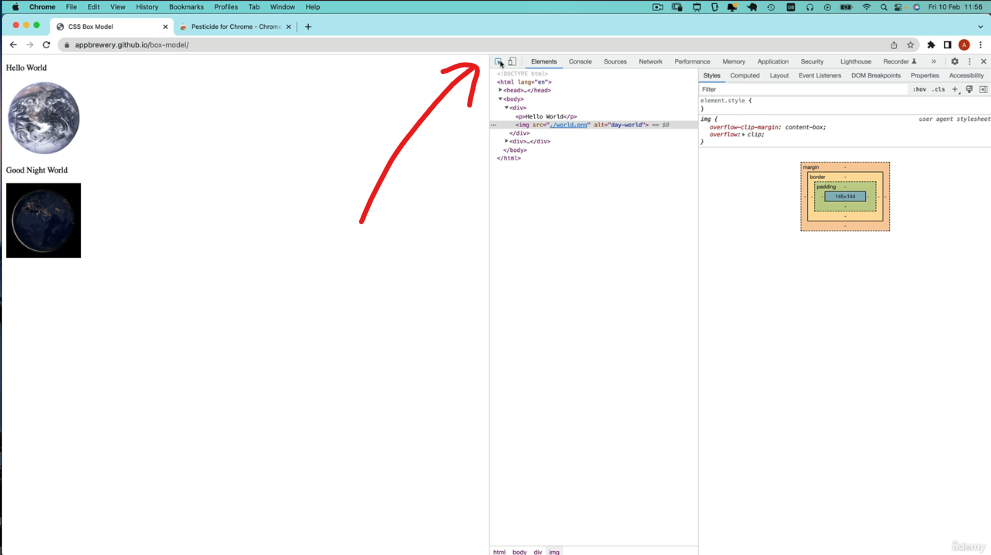 Chrome File Edit View History Bookmarks Profiles Tab Window Help Fri 10 Feb 11:56
CSS Box Model Pesticide for Chrome - Chrome
appbrewery.github.io/box-model/
Hello World
Good Night World
Elements Console Sources Network Performance Memory Application Security Lighthouse Recorder »
<!DOCTYPE html>
<html lang="en">
<head>…</head>
<body>
<div>
<p>Hello World</p>
<img src="./world.png" alt="day-world"> == $0
</div>
<div>…</div>
</body>
</html>
html body div img
Styles Computed Layout Event Listeners DOM Breakpoints Properties Accessibility
Filter :hov .cls +
element.style {
}
img { user agent stylesheet
overflow-clip-margin: content-box;
overflow: clip;
}
margin -
border -
padding -
- - - 146×144 - - -
-
-
-
ûdemy